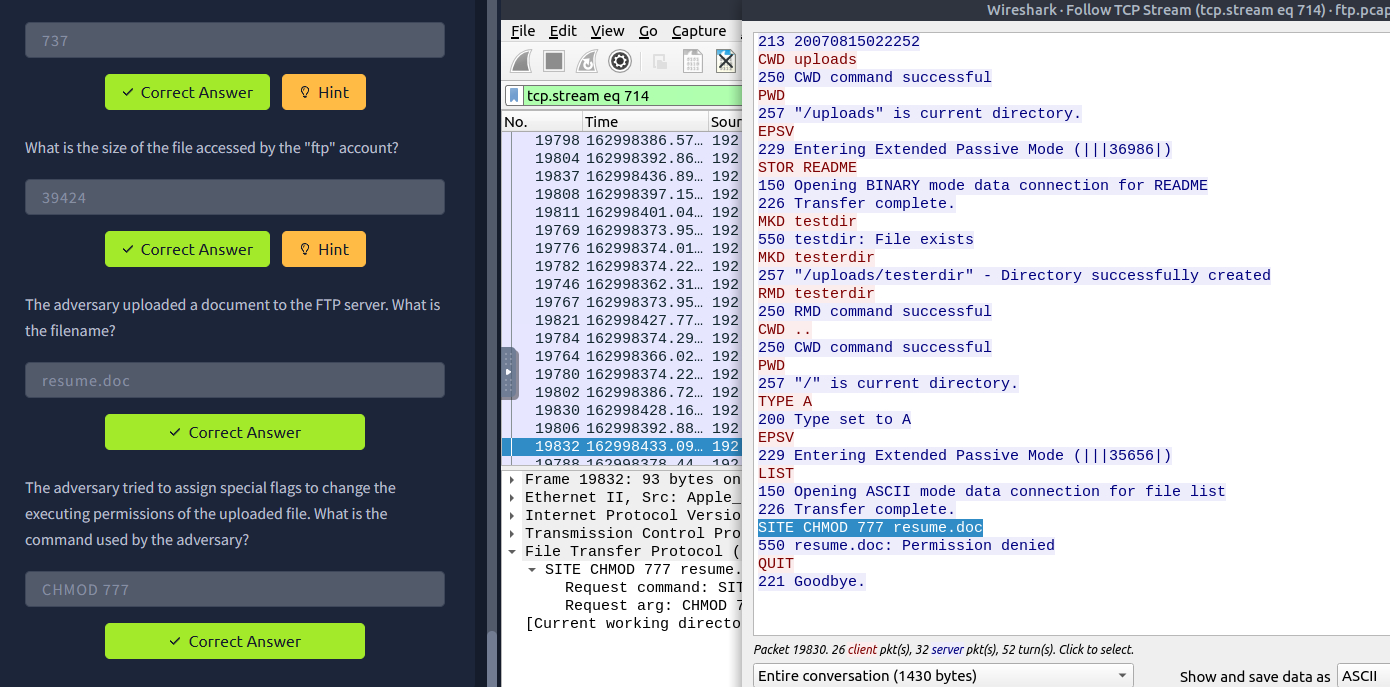 737
Correct Answer
Hint
What is the size of the file accessed by the "ftp" account?
39424
Correct Answer
Hint
The adversary uploaded a document to the FTP server. What is
the filename?
resume.doc
Correct Answer
The adversary tried to assign special flags to change the
executing permissions of the uploaded file. What is the
command used by the adversary?
CHMOD 777
Correct Answer
File Edit View Go Capture
tcp.stream eq 714
No. Time Sour
19798 162998386.57… 192
19804 162998392.86… 192
19837 162998436.89… 192
19808 162998397.15… 192
19811 162998401.04… 192
19769 162998373.95… 192
19776 162998374.01… 192
19782 162998374.22… 192
19746 162998362.31… 192
19767 162998373.95… 192
19821 162998427.77… 192
19784 162998374.29… 192
19764 162998366.02… 192
19780 162998374.22… 192
19802 162998386.72… 192
19830 162998428.16… 192
19806 162998392.88… 192
19832 162998433.09… 192
19788 162998378.44… 192
Frame 19832: 93 bytes on
Ethernet II, Src: Apple_
Internet Protocol Versio
Transmission Control Pro
File Transfer Protocol (
SITE CHMOD 777 resume.
Request command: SIT
Request arg: CHMOD 7
[Current working directo
Wireshark · Follow TCP Stream (tcp.stream eq 714) · ftp.pcap
213 20070815022252
CWD uploads
250 CWD command successful
PWD
257 "/uploads" is current directory.
EPSV
229 Entering Extended Passive Mode (|||36986|)
STOR README
150 Opening BINARY mode data connection for README
226 Transfer complete.
MKD testdir
550 testdir: File exists
MKD testerdir
257 "/uploads/testerdir" - Directory successfully created
RMD testerdir
250 RMD command successful
CWD ..
250 CWD command successful
PWD
257 "/" is current directory.
TYPE A
200 Type set to A
EPSV
229 Entering Extended Passive Mode (|||35656|)
LIST
150 Opening ASCII mode data connection for file list
226 Transfer complete.
SITE CHMOD 777 resume.doc
550 resume.doc: Permission denied
QUIT
221 Goodbye.
Packet 19830. 26 client pkt(s), 32 server pkt(s), 52 turn(s). Click to select.
Entire conversation (1430 bytes)
Show and save data as ASCII